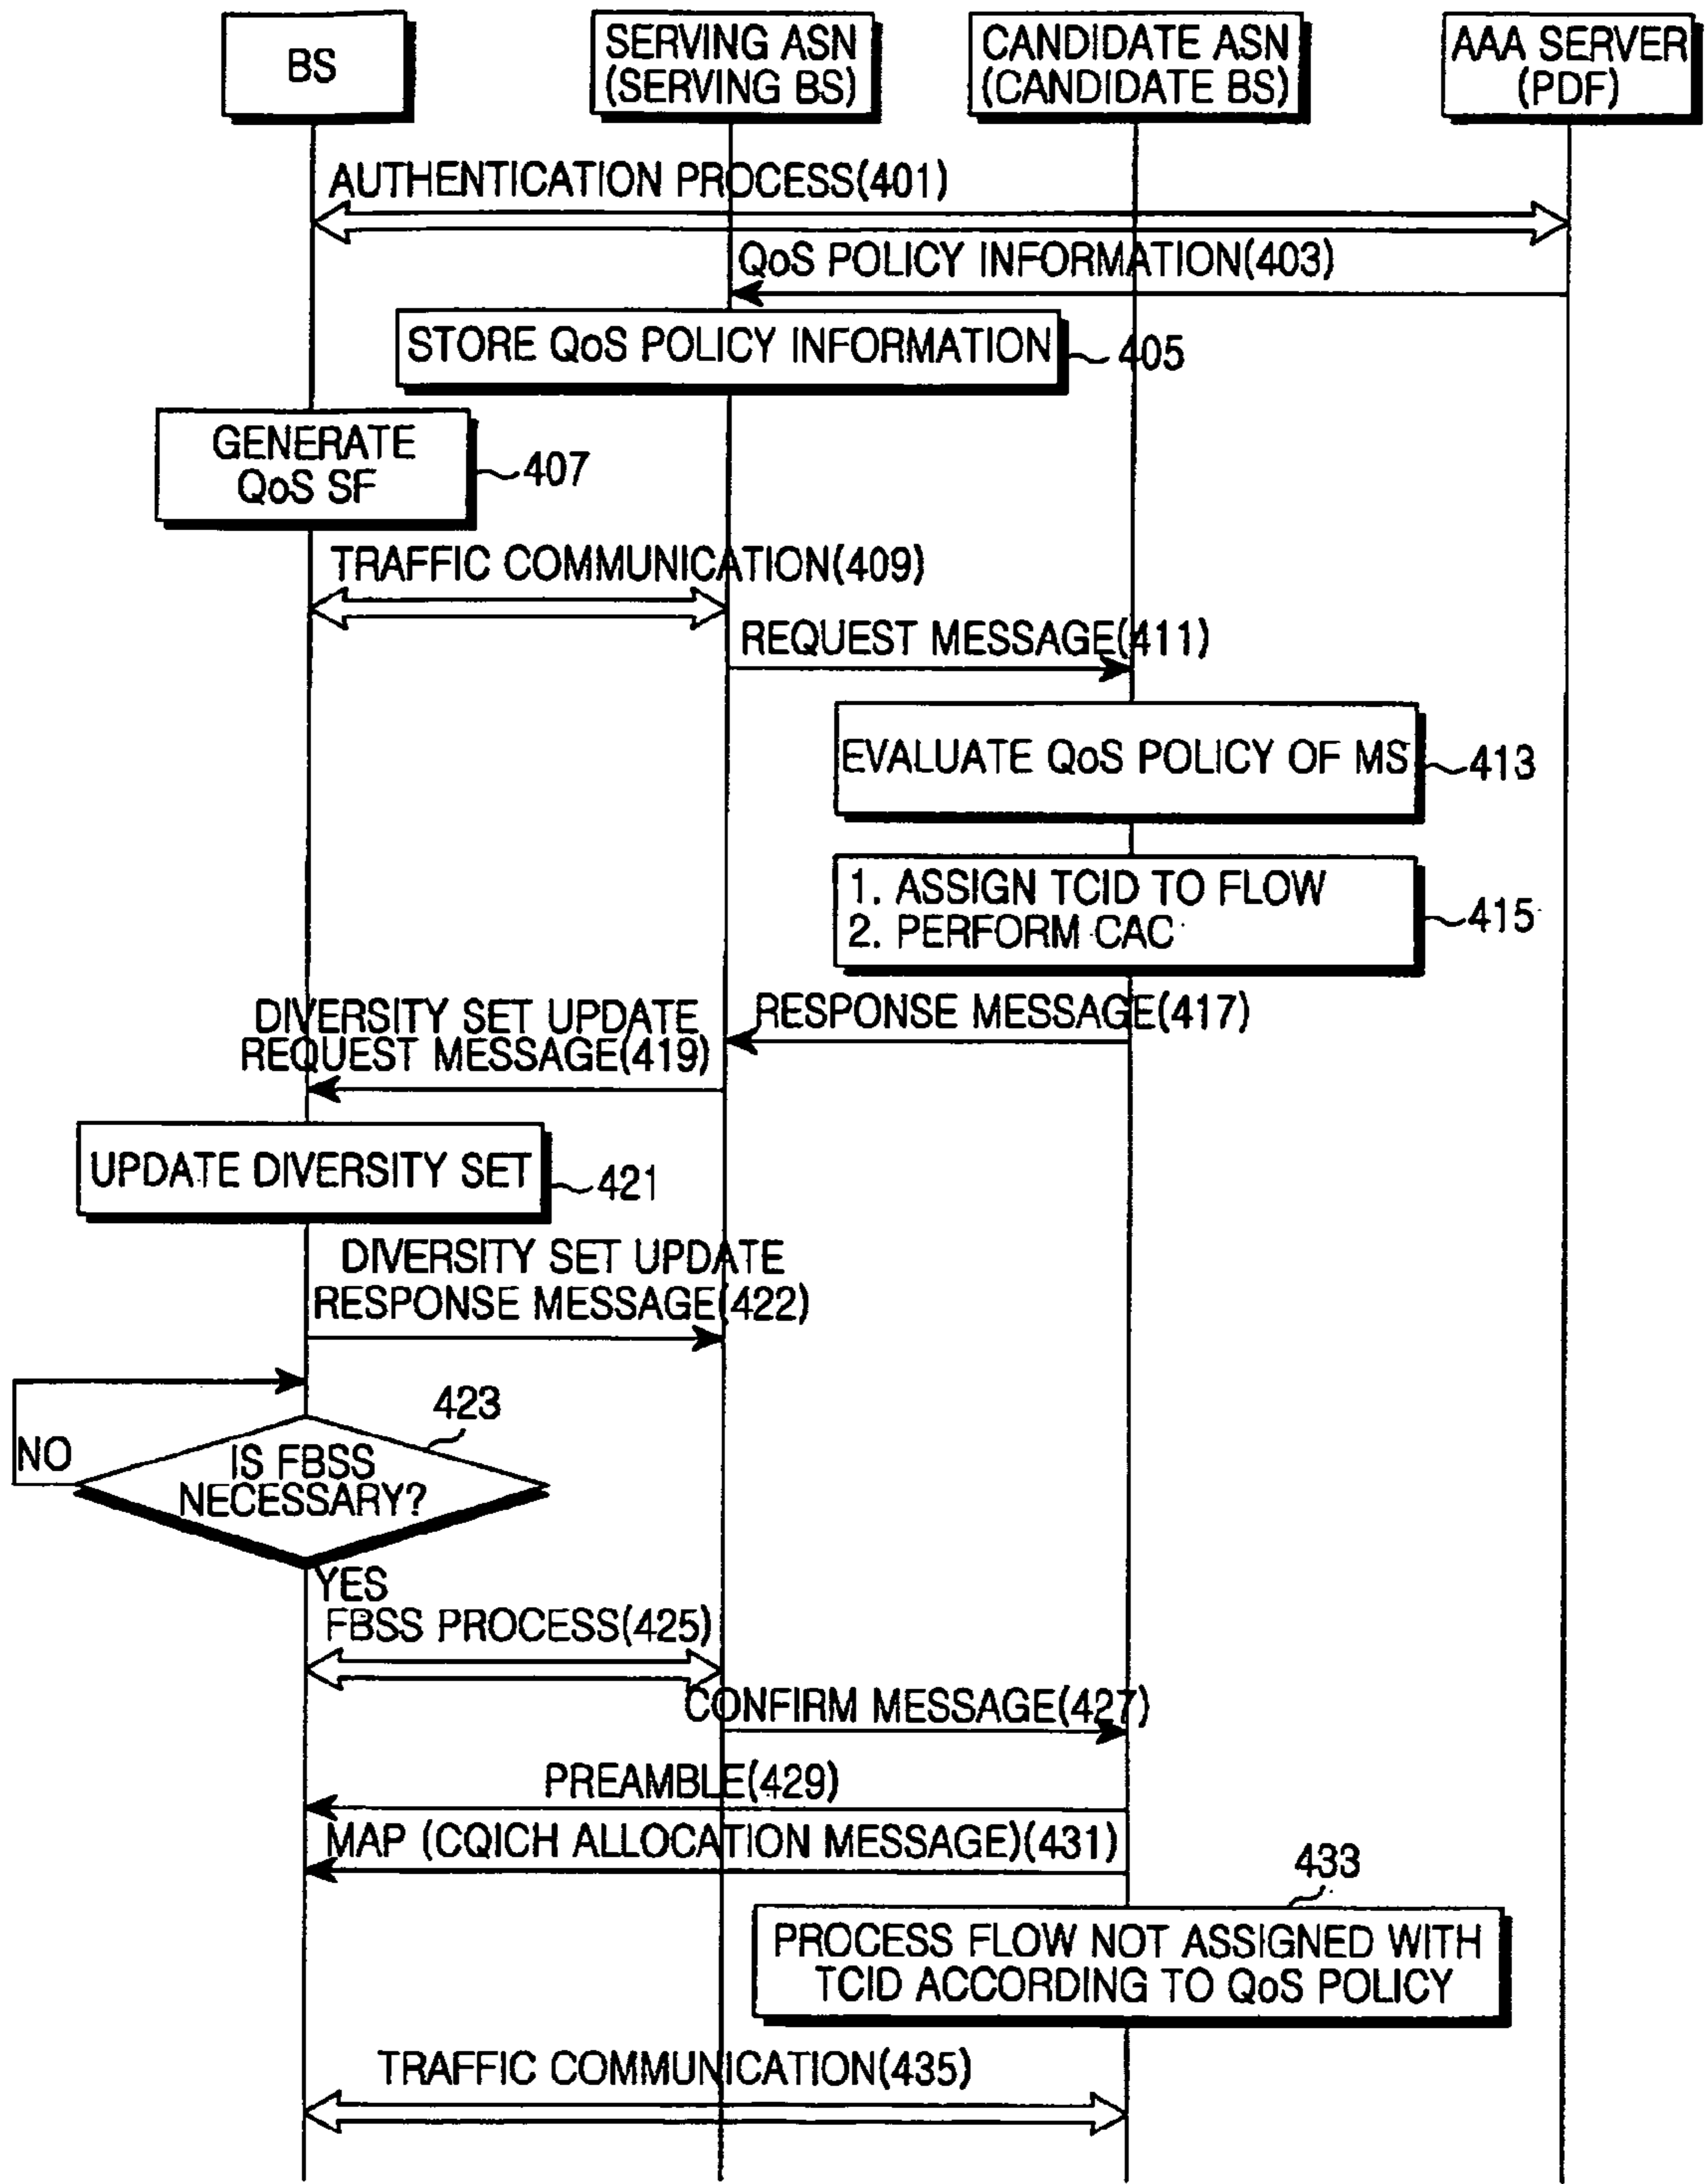 BS
SERVING ASN
(SERVING BS)
CANDIDATE ASN
(CANDIDATE BS)
AAA SERVER
(PDF)
AUTHENTICATION PROCESS(401)
QoS POLICY INFORMATION(403)
STORE QoS POLICY INFORMATION
405
GENERATE
QoS SF
407
TRAFFIC COMMUNICATION(409)
REQUEST MESSAGE(411)
EVALUATE QoS POLICY OF MS
413
1. ASSIGN TCID TO FLOW
2. PERFORM CAC
415
RESPONSE MESSAGE(417)
DIVERSITY SET UPDATE
REQUEST MESSAGE(419)
UPDATE DIVERSITY SET
421
DIVERSITY SET UPDATE
RESPONSE MESSAGE(422)
423
NO
IS FBSS
NECESSARY?
YES
FBSS PROCESS(425)
CONFIRM MESSAGE(427)
PREAMBLE(429)
MAP (CQICH ALLOCATION MESSAGE)(431)
433
PROCESS FLOW NOT ASSIGNED WITH
TCID ACCORDING TO QoS POLICY
TRAFFIC COMMUNICATION(435)